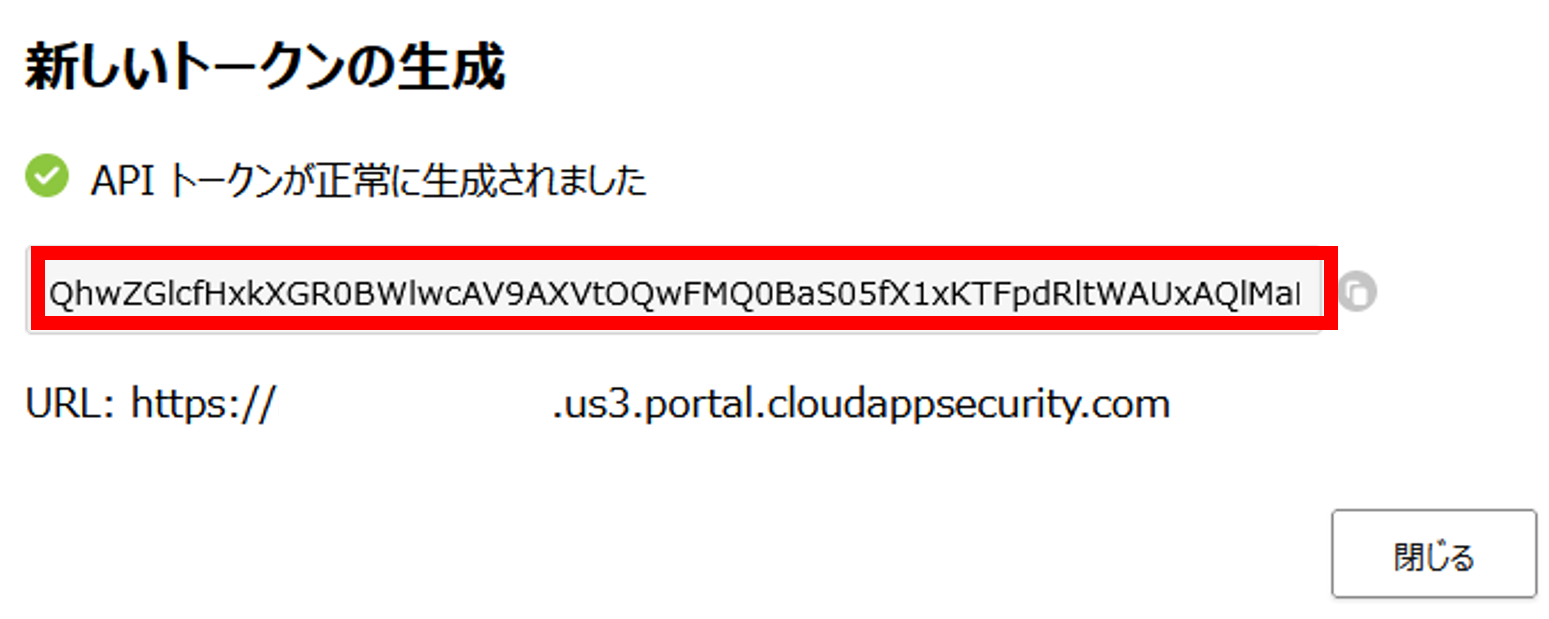 新しいトークンの生成
API トークンが正常に生成されました
QhwZGlcfHxkXGR0BWlwcAV9AXVtOQwFMQ0BaS05fX1xKTFpdRltWAUxAQlMaI
URL: https:// .us3.portal.cloudappsecurity.com
閉じる